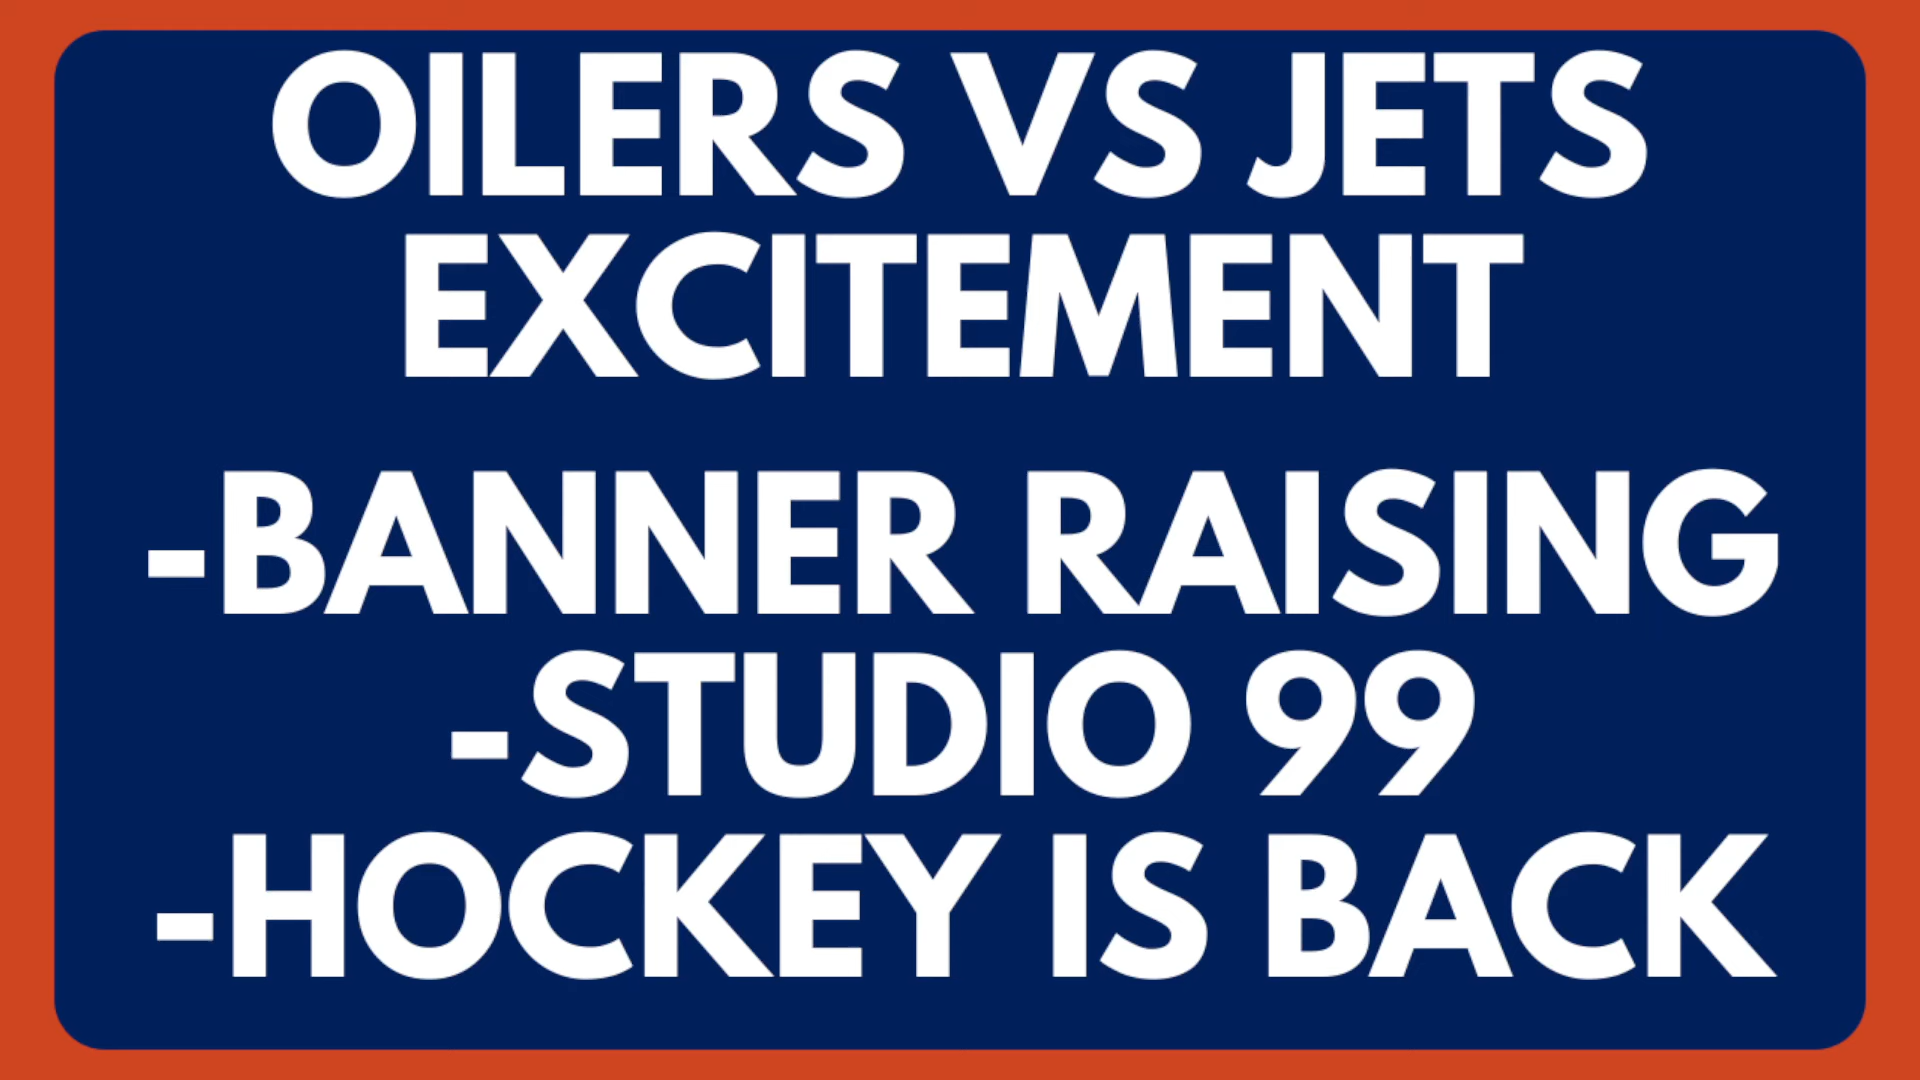 OILERS VS JETS
EXCITEMENT
-BANNER RAISING
-STUDIO 99
-HOCKEY IS BACK